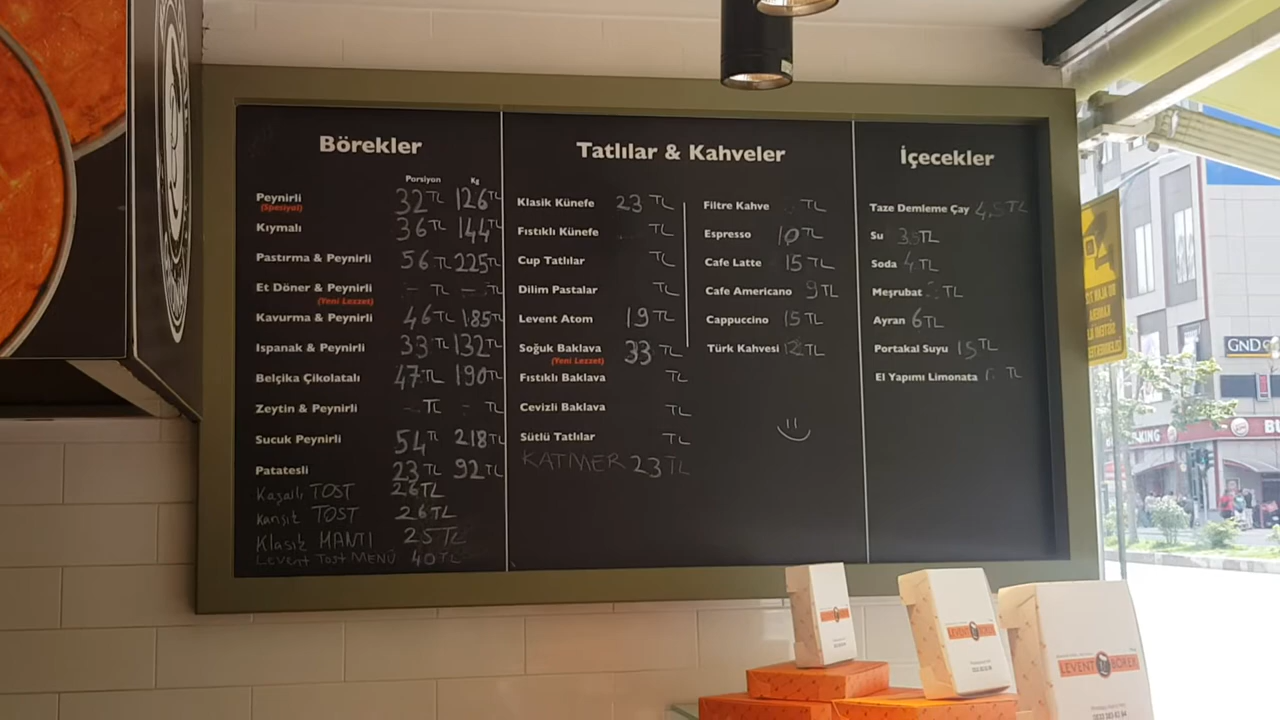 Börekler
Porsiyon Kg
Peynirli 32 TL 126 TL
(Spesiyal)
Kıymalı 36 TL 144 TL
Pastırma & Peynirli 56 TL 225 TL
Et Döner & Peynirli - TL - TL
(Yeni Lezzet)
Kavurma & Peynirli 46 TL 185 TL
Ispanak & Peynirli 33 TL 132 TL
Belçika Çikolatalı 47 TL 190 TL
Zeytin & Peynirli - TL - TL
Sucuk Peynirli 54 TL 218 TL
Patatesli 23 TL 92 TL
Kaşarlı TOST 26 TL
Karışık TOST 26 TL
Klasik MANTI 25 TL
Levent Tost MENÜ 40 TL
Tatlılar & Kahveler
Klasik Künefe 23 TL
Fıstıklı Künefe TL
Cup Tatlılar TL
Dilim Pastalar TL
Levent Atom 19 TL
Soğuk Baklava 33 TL
(Yeni Lezzet)
Fıstıklı Baklava TL
Cevizli Baklava TL
Sütlü Tatlılar TL
KATMER 23 TL
Filtre Kahve TL
Espresso 10 TL
Cafe Latte 15 TL
Cafe Americano 9 TL
Cappuccino 15 TL
Türk Kahvesi 12 TL
İçecekler
Taze Demleme Çay 4,5 TL
Su 3.5 TL
Soda 4 TL
Meşrubat TL
Ayran 6 TL
Portakal Suyu 15 TL
El Yapımı Limonata TL
GND
LEVENT BÖREK
LEVENT BÖREK